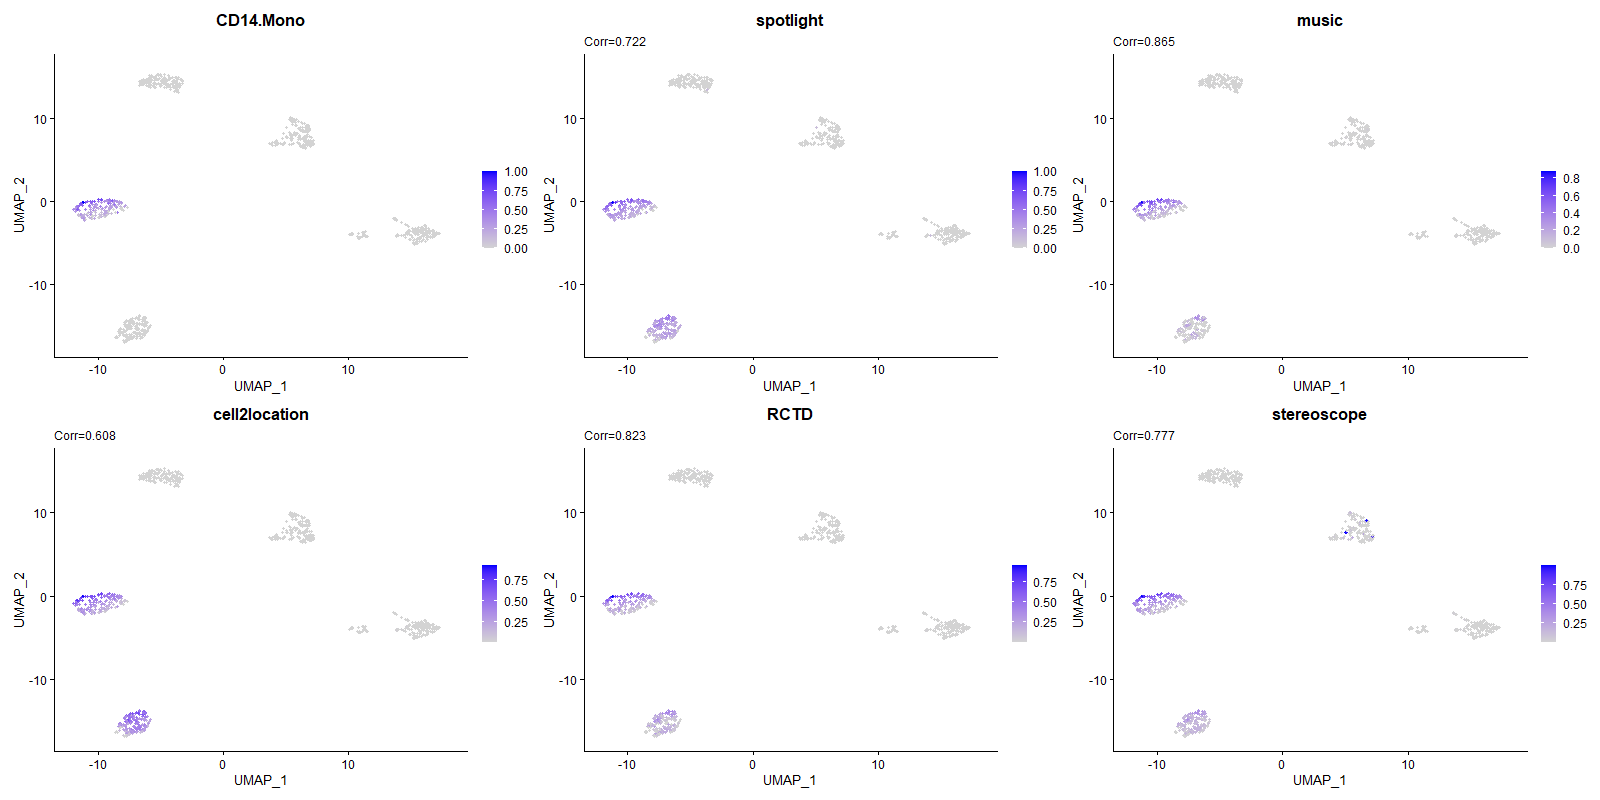 CD14.Mono
UMAP_2
10
0
-10
-10
0
10
UMAP_1
1.00
0.75
0.50
0.25
0.00
spotlight
Corr=0.722
UMAP_2
10
0
-10
-10
0
10
UMAP_1
1.00
0.75
0.50
0.25
0.00
music
Corr=0.865
UMAP_2
10
0
-10
-10
0
10
UMAP_1
0.8
0.6
0.4
0.2
0.0
cell2location
Corr=0.608
UMAP_2
10
0
-10
-10
0
10
UMAP_1
0.75
0.50
0.25
RCTD
Corr=0.823
UMAP_2
10
0
-10
-10
0
10
UMAP_1
0.75
0.50
0.25
stereoscope
Corr=0.777
UMAP_2
10
0
-10
-10
0
10
UMAP_1
0.75
0.50
0.25